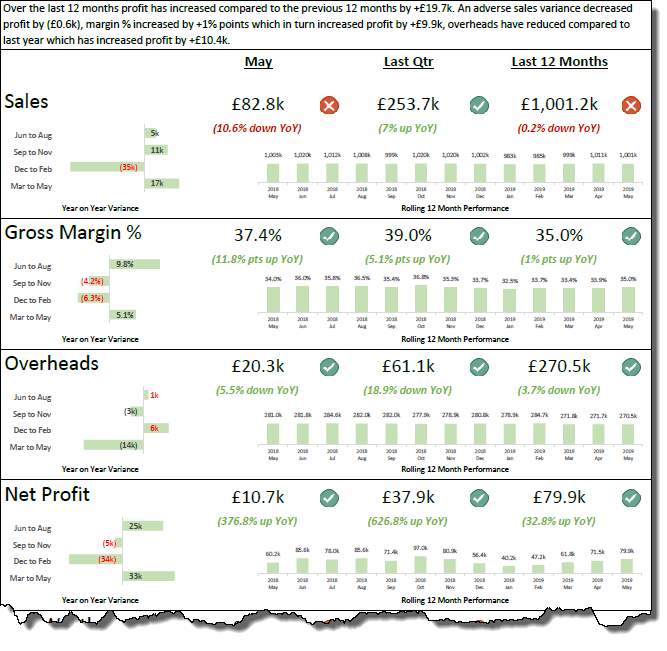 Over the last 12 months profit has increased compared to the previous 12 months by +£19.7k. An adverse sales variance decreased
profit by (£0.6k), margin % increased by +1% points which in turn increased profit by +£9.9k, overheads have reduced compared to
last year which has increased profit by +£10.4k.
May Last Qtr Last 12 Months
Sales
£82.8k £253.7k £1,001.2k
(10.6% down YoY) (7% up YoY) (0.2% down YoY)
Jun to Aug 5k
Sep to Nov 11k
Dec to Feb (35k)
Mar to May 17k
Year on Year Variance
1,003k 1,020k 1,012k 1,008k 999k 1,020k 1,020k 1,002k 983k 985k 999k 1,011k 1,001k
2018 2018 2018 2018 2018 2018 2018 2018 2019 2019 2019 2019 2019
May Jun Jul Aug Sep Oct Nov Dec Jan Feb Mar Apr May
Rolling 12 Month Performance
Gross Margin %
37.4% 39.0% 35.0%
(11.8% pts up YoY) (5.1% pts up YoY) (1% pts up YoY)
Jun to Aug 9.8%
Sep to Nov (4.2%)
Dec to Feb (6.3%)
Mar to May 5.1%
Year on Year Variance
34.0% 36.0% 35.8% 36.5% 35.4% 36.8% 35.3% 33.7% 32.5% 33.7% 33.4% 33.9% 35.0%
2018 2018 2018 2018 2018 2018 2018 2018 2019 2019 2019 2019 2019
May Jun Jul Aug Sep Oct Nov Dec Jan Feb Mar Apr May
Rolling 12 Month Performance
Overheads
£20.3k £61.1k £270.5k
(5.5% down YoY) (18.9% down YoY) (3.7% down YoY)
Jun to Aug 1k
Sep to Nov (3k)
Dec to Feb 6k
Mar to May (14k)
Year on Year Variance
281.0k 281.8k 284.6k 282.0k 282.0k 277.9k 278.9k 280.8k 278.9k 284.7k 271.8k 271.7k 270.5k
2018 2018 2018 2018 2018 2018 2018 2018 2019 2019 2019 2019 2019
May Jun Jul Aug Sep Oct Nov Dec Jan Feb Mar Apr May
Rolling 12 Month Performance
Net Profit
£10.7k £37.9k £79.9k
(376.8% up YoY) (626.8% up YoY) (32.8% up YoY)
Jun to Aug 25k
Sep to Nov (5k)
Dec to Feb (34k)
Mar to May 33k
Year on Year Variance
60.2k 85.6k 78.0k 85.6k 71.4k 97.0k 80.9k 56.4k 40.2k 47.2k 61.8k 71.5k 79.9k
2018 2018 2018 2018 2018 2018 2018 2018 2019 2019 2019 2019 2019
May Jun Jul Aug Sep Oct Nov Dec Jan Feb Mar Apr May
Rolling 12 Month Performance